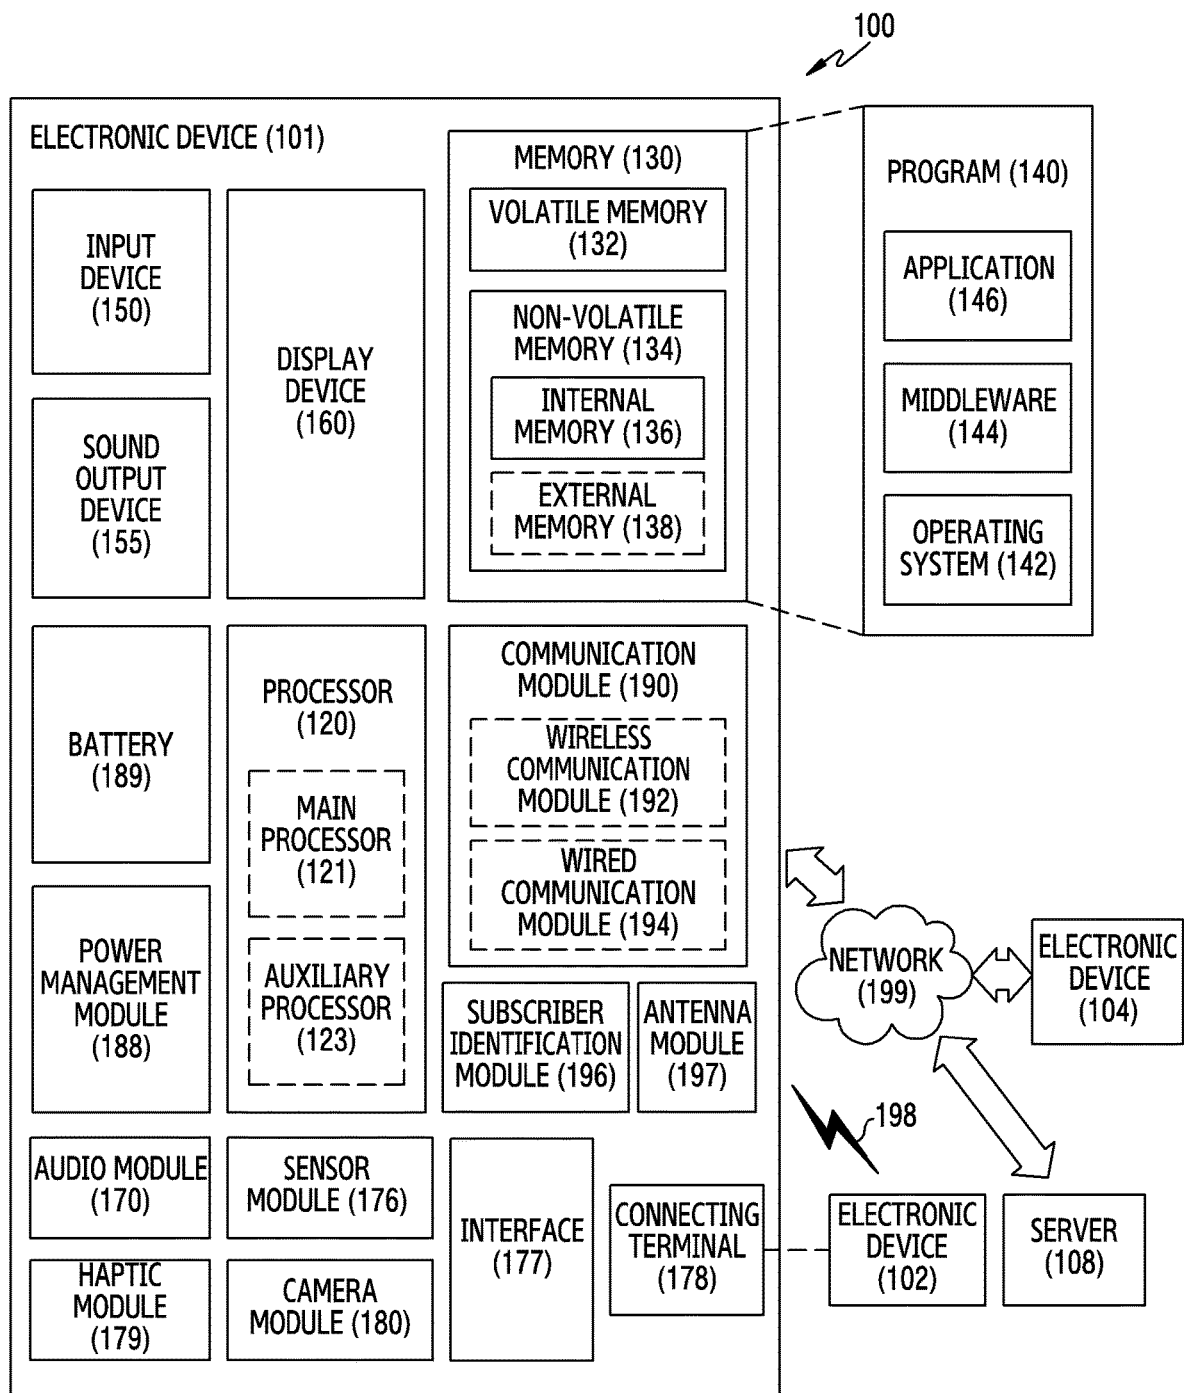 100
ELECTRONIC DEVICE (101)
INPUT
DEVICE
(150)
SOUND
OUTPUT
DEVICE
(155)
DISPLAY
DEVICE
(160)
MEMORY (130)
VOLATILE MEMORY
(132)
NON-VOLATILE
MEMORY (134)
INTERNAL
MEMORY (136)
EXTERNAL
MEMORY (138)
PROGRAM (140)
APPLICATION
(146)
MIDDLEWARE
(144)
OPERATING
SYSTEM (142)
BATTERY
(189)
POWER
MANAGEMENT
MODULE
(188)
PROCESSOR
(120)
MAIN
PROCESSOR
(121)
AUXILIARY
PROCESSOR
(123)
COMMUNICATION
MODULE (190)
WIRELESS
COMMUNICATION
MODULE (192)
WIRED
COMMUNICATION
MODULE (194)
SUBSCRIBER
IDENTIFICATION
MODULE (196)
ANTENNA
MODULE
(197)
NETWORK
(199)
ELECTRONIC
DEVICE
(104)
198
AUDIO MODULE
(170)
SENSOR
MODULE (176)
INTERFACE
(177)
CONNECTING
TERMINAL
(178)
ELECTRONIC
DEVICE
(102)
SERVER
(108)
HAPTIC
MODULE
(179)
CAMERA
MODULE (180)